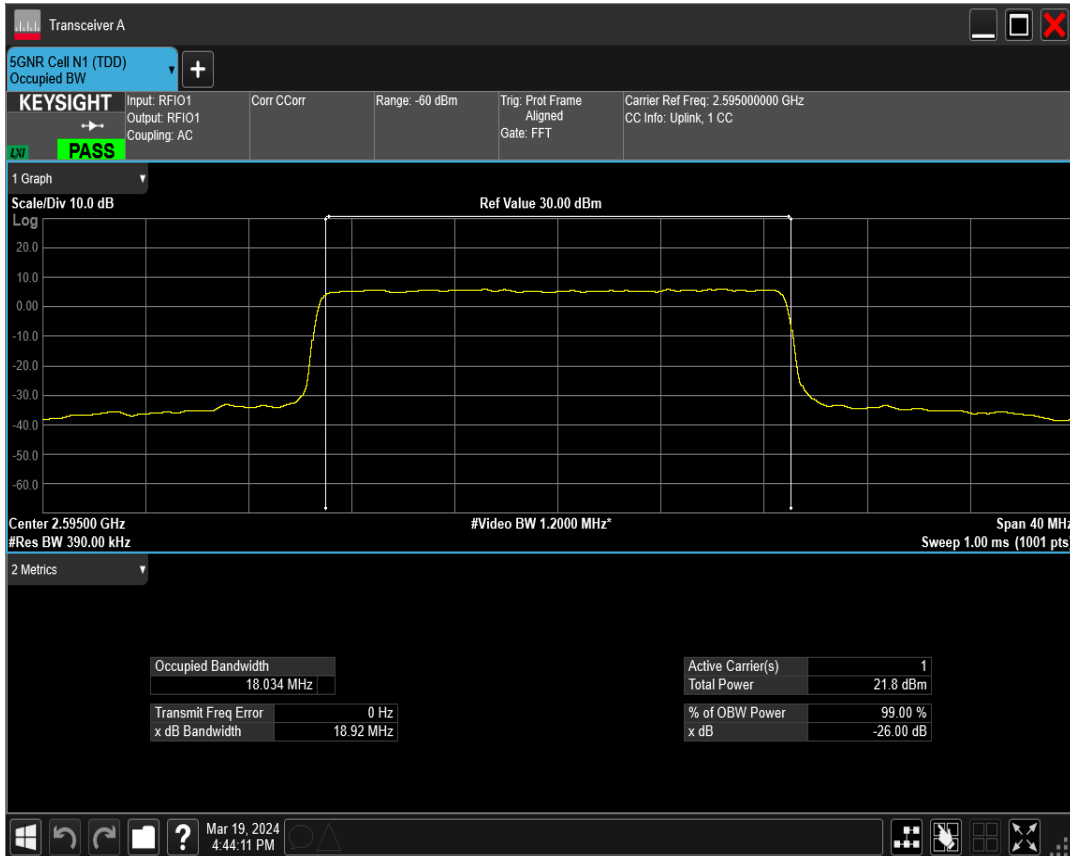 Transceiver A
5GNR Cell N1 (TDD)
Occupied BW
+
KEYSIGHT
LXI
PASS
Input: RFIO1
Output: RFIO1
Coupling: AC
Corr CCorr
Range: -60 dBm
Trig: Prot Frame
Aligned
Gate: FFT
Carrier Ref Freq: 2.595000000 GHz
CC Info: Uplink, 1 CC
1 Graph
Scale/Div 10.0 dB
Ref Value 30.00 dBm
Log
20.0
10.0
0.00
-10.0
-20.0
-30.0
-40.0
-50.0
-60.0
Center 2.59500 GHz
#Video BW 1.2000 MHz*
Span 40 MHz
#Res BW 390.00 kHz
Sweep 1.00 ms (1001 pts)
2 Metrics
Occupied Bandwidth
18.034 MHz
Transmit Freq Error 0 Hz
x dB Bandwidth 18.92 MHz
Active Carrier(s) 1
Total Power 21.8 dBm
% of OBW Power 99.00 %
x dB -26.00 dB
?
Mar 19, 2024
4:44:11 PM